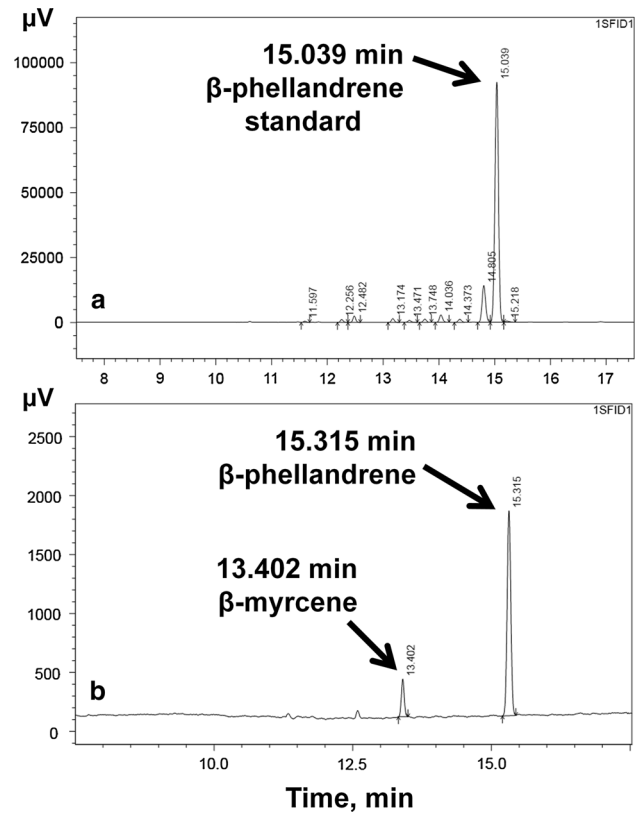 μV
1SFID1
100000
75000
50000
25000
0
15.039 min
β-phellandrene
standard
15.039
a
11.597
12.256
12.482
13.174
13.471
13.748
14.036
14.373
14.805
15.218
8 9 10 11 12 13 14 15 16 17
μV
1SFID1
2500
2000
1500
1000
500
0
15.315 min
β-phellandrene
15.315
13.402 min
β-myrcene
13.402
b
10.0 12.5 15.0
Time, min